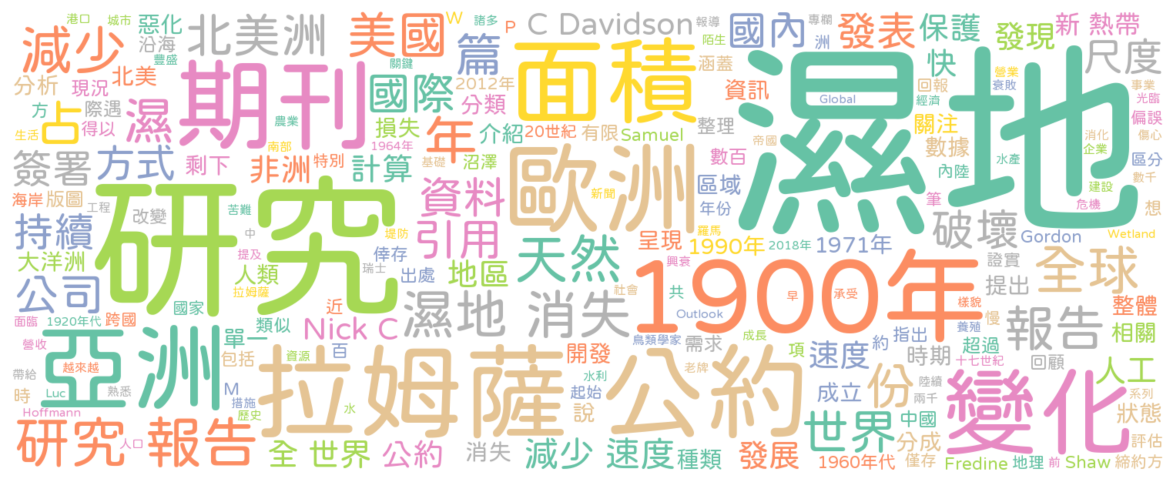 港口 城市 惡化 W 諸多 P C Davidson 報導 專欄 國內 發表 保護 新 熱帶
減少 沿海 北美洲 美國 篇 面積 陌生 洲 發現 尺度
豐盛 關鍵 涵蓋 快 營業
分析 現況 北美 國際 2012年 資訊 回報 衰敗 事業
方 際遇 濕 期刊 分類 Global 經濟 光臨
占 得以 農業 損失 年 介紹 20世紀 有限 Samuel 整理 關注 偏誤
生活 南部 1964年 沼澤 帝國 數百 數據 水產 消化 傷心 企業
簽署 方式 剩下 非洲 特別 計算 基礎 歐洲 濕地 內陸 區分
海岸 版圖 研究 資料 新聞 區域 筆 建設 數千
工程 改變 苦難 堤防 年份 危機 想
持續 中 引用 天然 呈現 羅馬 1990年 2018年 1971年 破壞 Gordon Wetland
大洋洲 提及 倖存 興衰 證實
人類 瑞士 出處 地區 1900年 全球
公司 拉姆薩 國家 濕地 消失 社會 共 早 承受 提出 樣貌 整體
面臨 1920年代 跨國 近 Outlook 養殖 慢 報告
營收 單一 類似 Nick C 鳥類學家 成長 項 約 指出 超過 相關
亞洲 越來越 百 資源 開發 需求 老牌 速度 時期 十七世紀
帶給 包括 拉姆薩 公約 回顧 人工
時 Luc 熟悉 M 措施 水利 起始 份 成立 陸續 兩千 變化 系列
Hoffmann 歷史 水 說 世界 中國 狀態
研究 報告 人口 全 世界 公約 消失 減少 速度 種類 發展 分成 評估
1960年代 僅存 Fredine 地理 前 Shaw 締約方